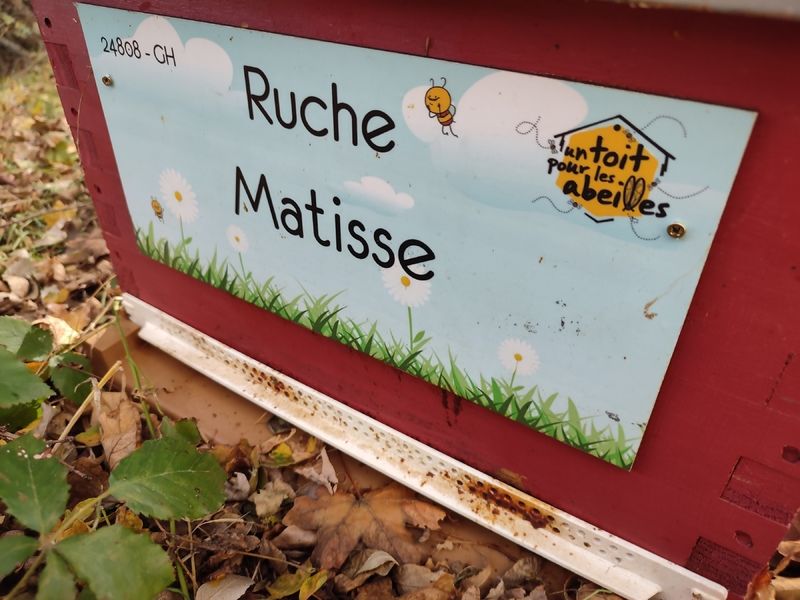 24808 - GH
Ruche
Matisse
un toit
pour les
abeilles